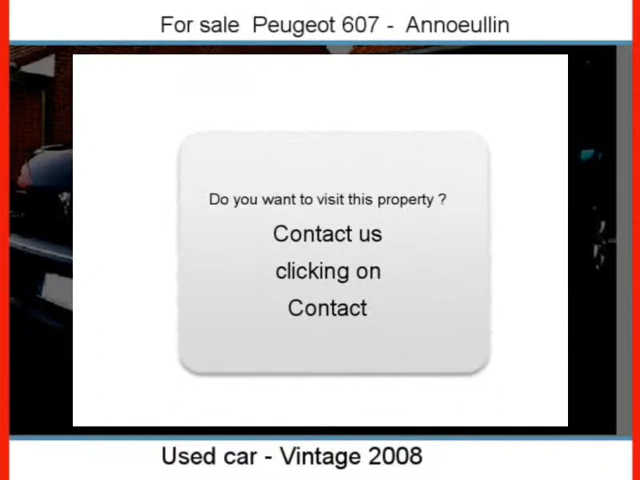 For sale Peugeot 607 - Annoeullin
Do you want to visit this property ?
Contact us
clicking on
Contact
Used car - Vintage 2008